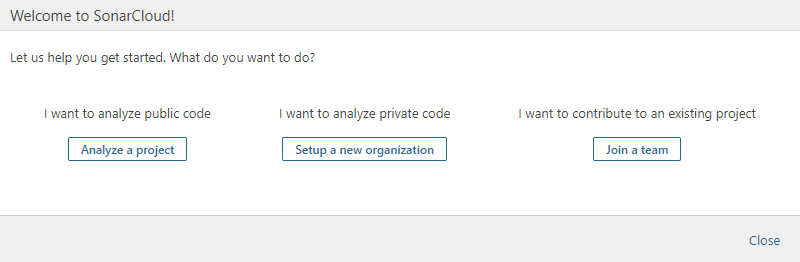 Welcome to SonarCloud!
Let us help you get started. What do you want to do?
I want to analyze public code
I want to analyze private code
I want to contribute to an existing project
Analyze a project
Setup a new organization
Join a team
Close